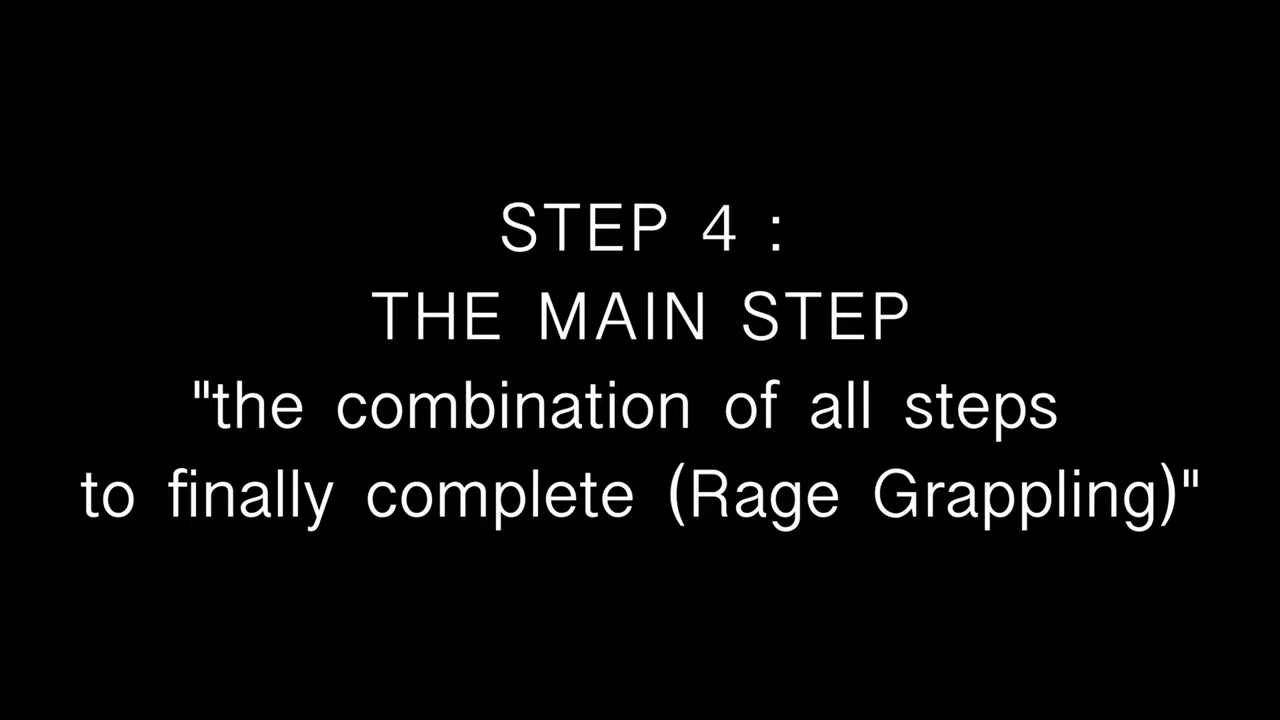 STEP 4 :
THE MAIN STEP
"the combination of all steps
to finally complete (Rage Grappling)"